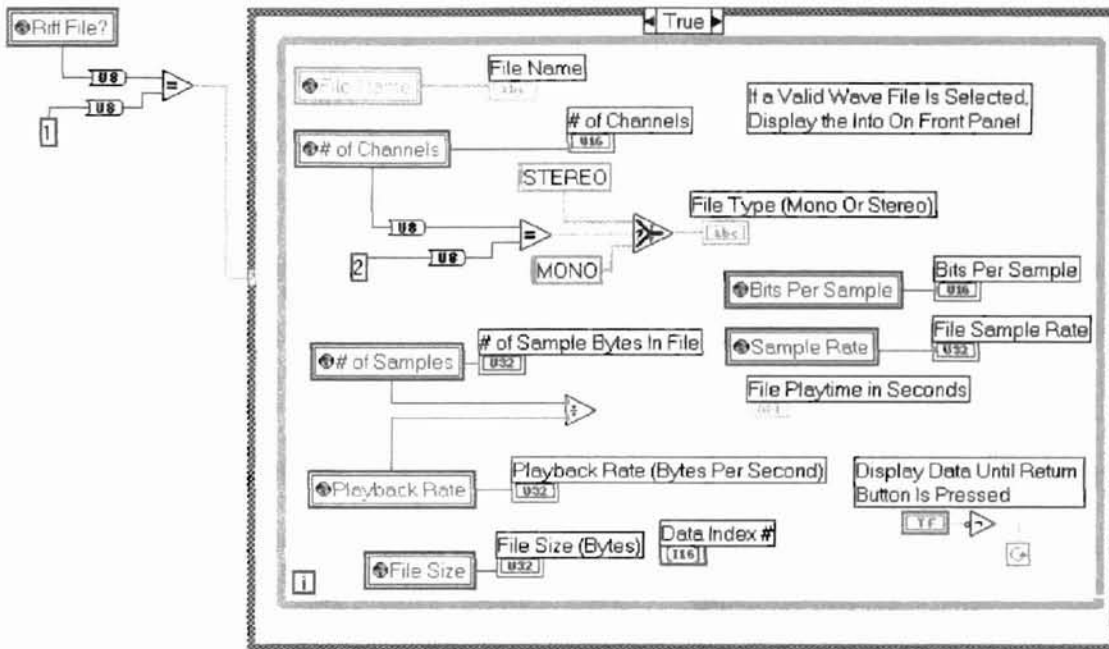 Riff File?
U8
=
U8
1
True
File Name
File Name
abc
If a Valid Wave File Is Selected,
Display the Info On Front Panel
# of Channels
# of Channels
U16
STEREO
File Type (Mono Or Stereo)
abc
U8
=
2
U8
MONO
Bits Per Sample
Bits Per Sample
U16
# of Sample Bytes In File
# of Samples
U32
File Sample Rate
Sample Rate
U32
File Playtime in Seconds
÷
Playback Rate (Bytes Per Second)
Playback Rate
U32
Display Data Until Return
Button Is Pressed
TF
File Size (Bytes)
File Size
U32
Data Index #
I16
i